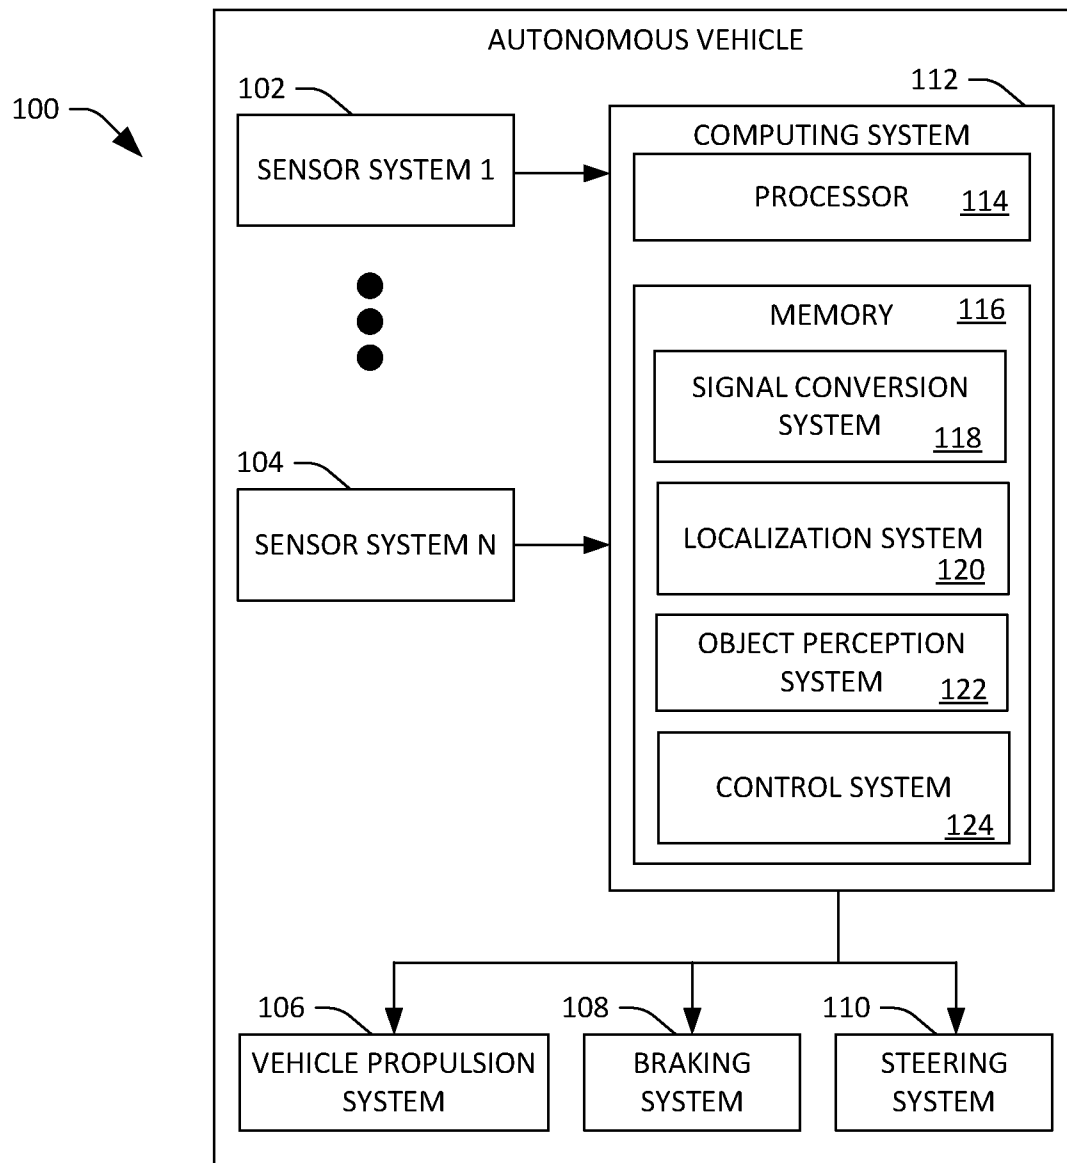 AUTONOMOUS VEHICLE
100
102
SENSOR SYSTEM 1
112
COMPUTING SYSTEM
PROCESSOR
114
MEMORY
116
SIGNAL CONVERSION
SYSTEM
118
104
SENSOR SYSTEM N
LOCALIZATION SYSTEM
120
OBJECT PERCEPTION
SYSTEM
122
CONTROL SYSTEM
124
106
VEHICLE PROPULSION
SYSTEM
108
BRAKING
SYSTEM
110
STEERING
SYSTEM